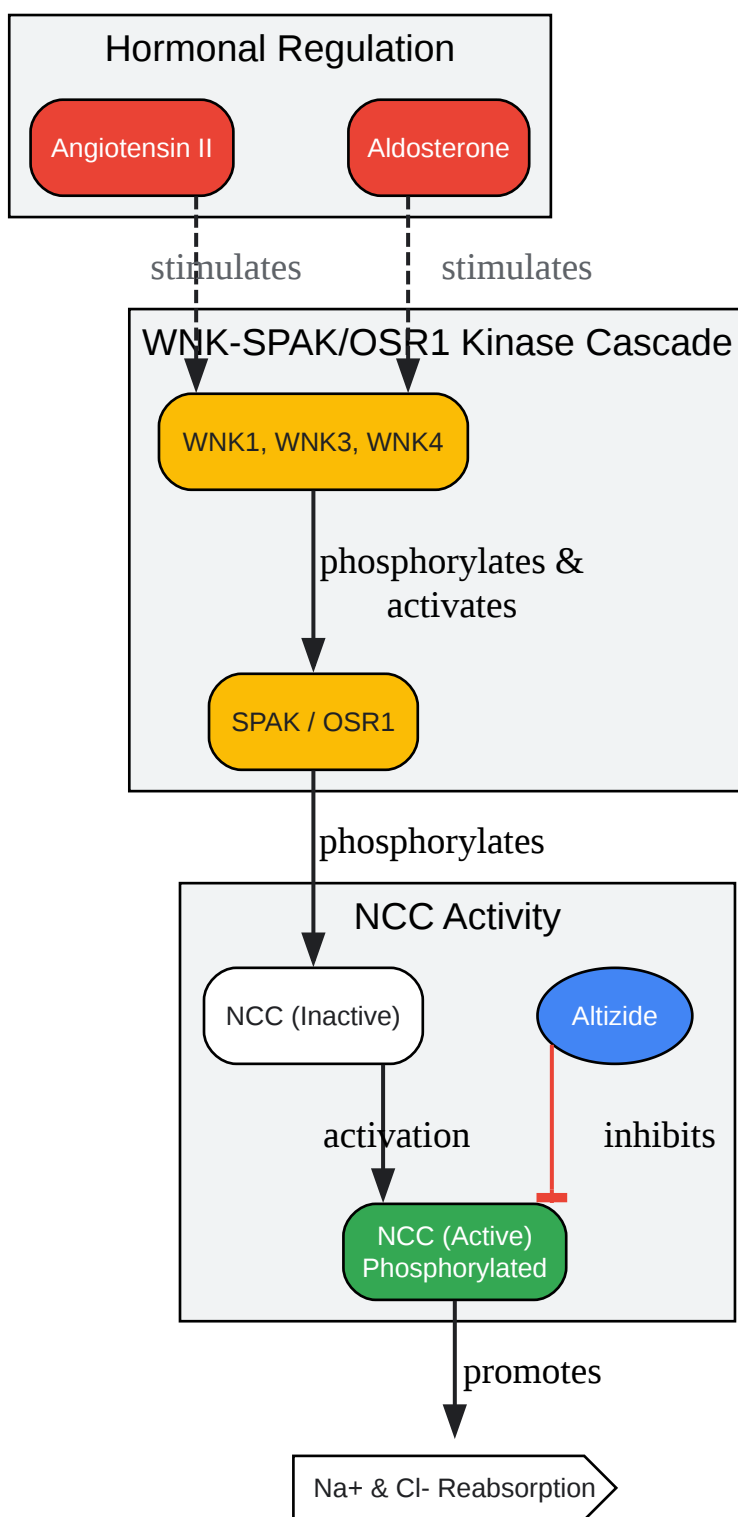 Hormonal Regulation
Angiotensin II
Aldosterone
stimulates
stimulates
WNK-SPAK/OSR1 Kinase Cascade
WNK1, WNK3, WNK4
phosphorylates &
activates
SPAK / OSR1
phosphorylates
NCC Activity
NCC (Inactive)
Altizide
activation
inhibits
NCC (Active)
Phosphorylated
promotes
Na+ & Cl- Reabsorption